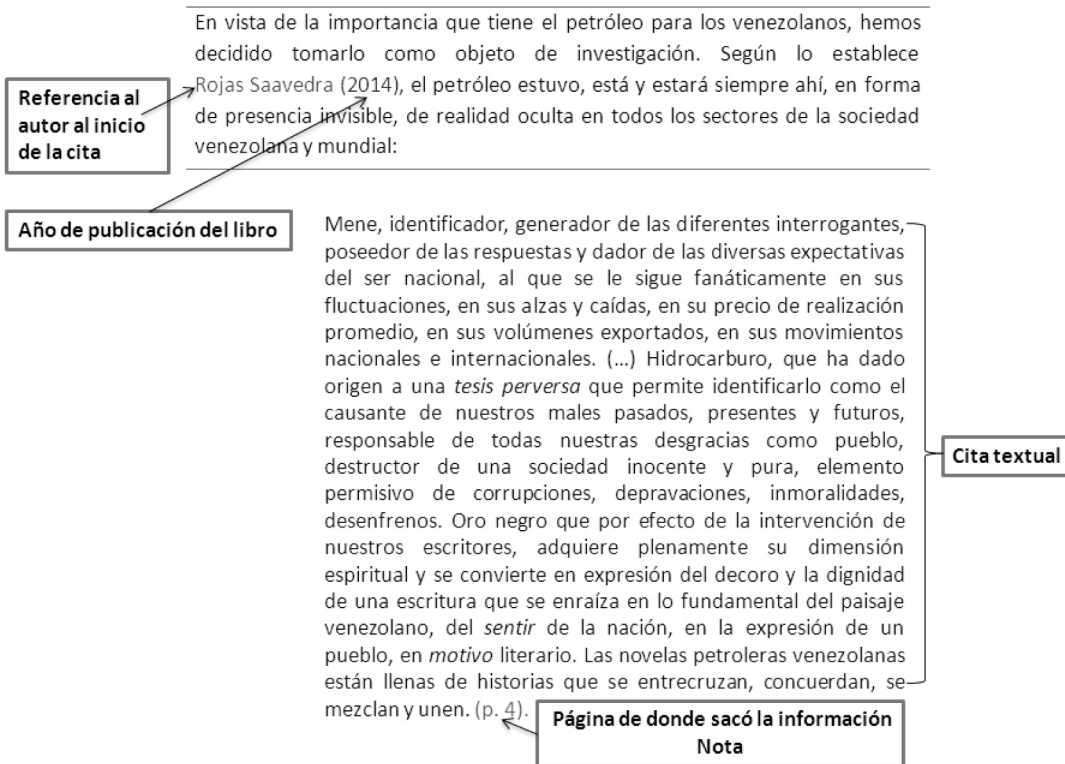 En vista de la importancia que tiene el petróleo para los venezolanos, hemos
decidido tomarlo como objeto de investigación. Según lo establece
Rojas Saavedra (2014), el petróleo estuvo, está y estará siempre ahí, en forma
de presencia invisible, de realidad oculta en todos los sectores de la sociedad
venezolana y mundial:
Referencia al
autor al inicio
de la cita
Año de publicación del libro
Mene, identificador, generador de las diferentes interrogantes,
poseedor de las respuestas y dador de las diversas expectativas
del ser nacional, al que se le sigue fanáticamente en sus
fluctuaciones, en sus alzas y caídas, en su precio de realización
promedio, en sus volúmenes exportados, en sus movimientos
nacionales e internacionales. (...) Hidrocarburo, que ha dado
origen a una tesis perversa que permite identificarlo como el
causante de nuestros males pasados, presentes y futuros,
responsable de todas nuestras desgracias como pueblo,
destructor de una sociedad inocente y pura, elemento
permisivo de corrupciones, depravaciones, inmoralidades,
desenfrenos. Oro negro que por efecto de la intervención de
nuestros escritores, adquiere plenamente su dimensión
espiritual y se convierte en expresión del decoro y la dignidad
de una escritura que se enraíza en lo fundamental del paisaje
venezolano, del sentir de la nación, en la expresión de un
pueblo, en motivo literario. Las novelas petroleras venezolanas
están llenas de historias que se entrecruzan, concuerdan, se
mezclan y unen. (p. 4).
Cita textual
Página de donde sacó la información
Nota